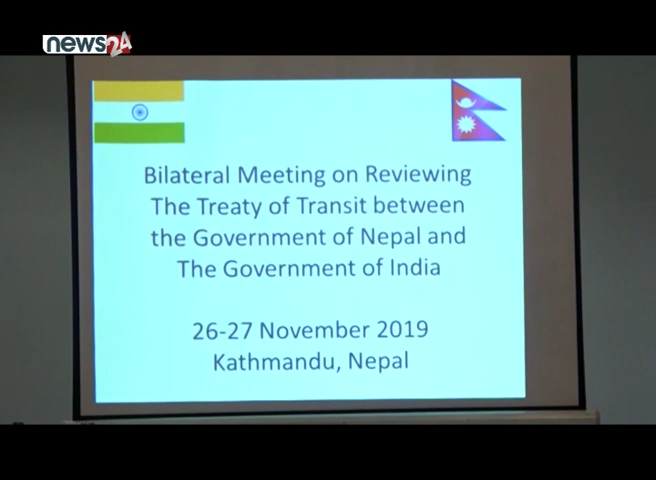 news24
Bilateral Meeting on Reviewing
The Treaty of Transit between
the Government of Nepal and
The Government of India
26-27 November 2019
Kathmandu, Nepal